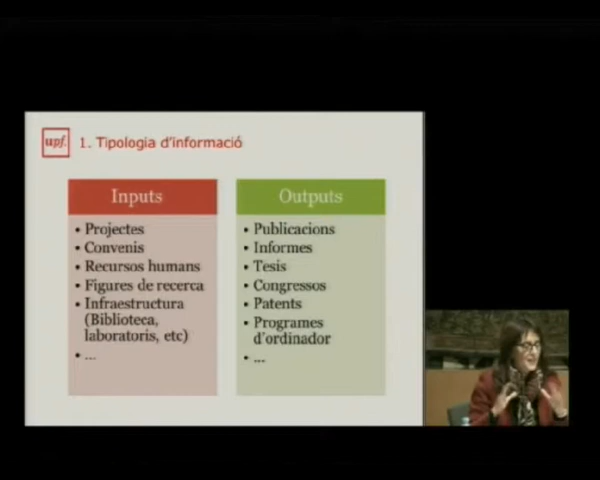 upf.
1. Tipologia d'informació
Inputs
• Projectes
• Convenis
• Recursos humans
• Figures de recerca
• Infraestructura
(Biblioteca,
laboratoris, etc)
• ...
Outputs
• Publicacions
• Informes
• Tesis
• Congressos
• Patents
• Programes
d'ordinador
• ...